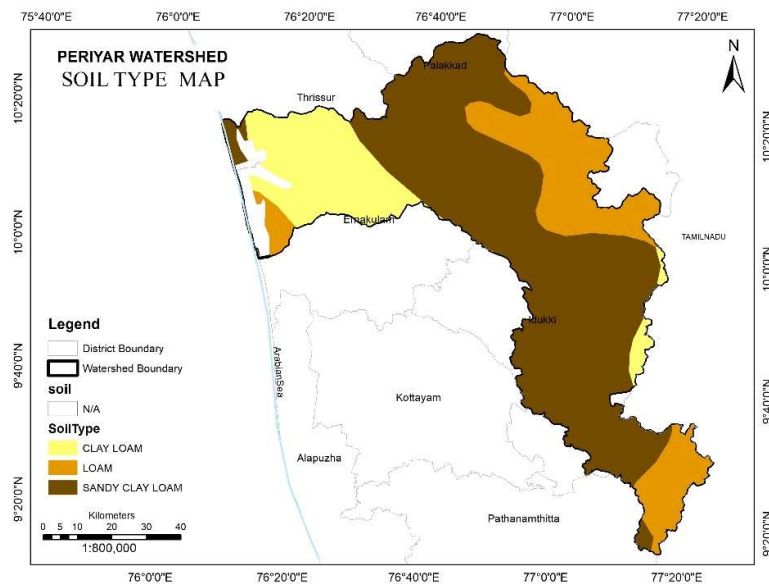 75°40'0"E 76°0'0"E 76°20'0"E 76°40'0"E 77°0'0"E 77°20'0"E
PERIYAR WATERSHED
SOIL TYPE MAP
N
Palakkad
Thrissur
10°20'0"N
10°20'0"N
Ernakulam
TAMILNADU
10°0'0"N
10°0'0"N
Idukki
Legend
District Boundary
Watershed Boundary
soil
N/A
SoilType
CLAY LOAM
LOAM
SANDY CLAY LOAM
ArabianSea
Kottayam
9°40'0"N
9°40'0"N
Alapuzha
9°20'0"N
9°20'0"N
Pathanamthitta
Kilometers
0 5 10 20 30 40
1:800,000
76°0'0"E 76°20'0"E 76°40'0"E 77°0'0"E 77°20'0"E